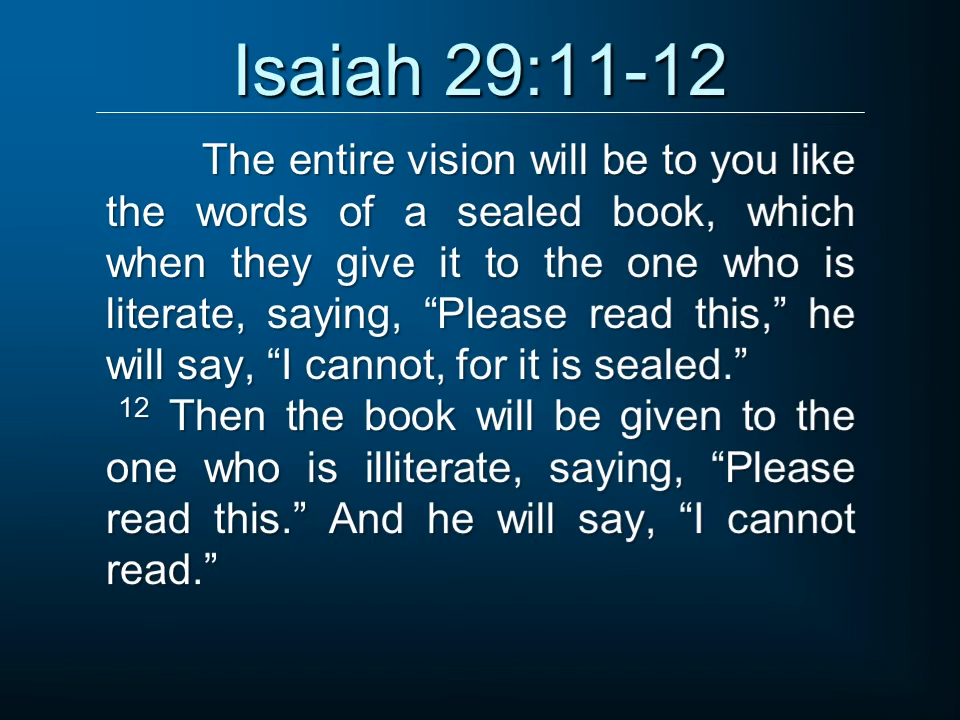 Isaiah 29:11-12
The entire vision will be to you like
the words of a sealed book, which
when they give it to the one who is
literate, saying, “Please read this,” he
will say, “I cannot, for it is sealed.”
12 Then the book will be given to the
one who is illiterate, saying, “Please
read this.” And he will say, “I cannot
read.”